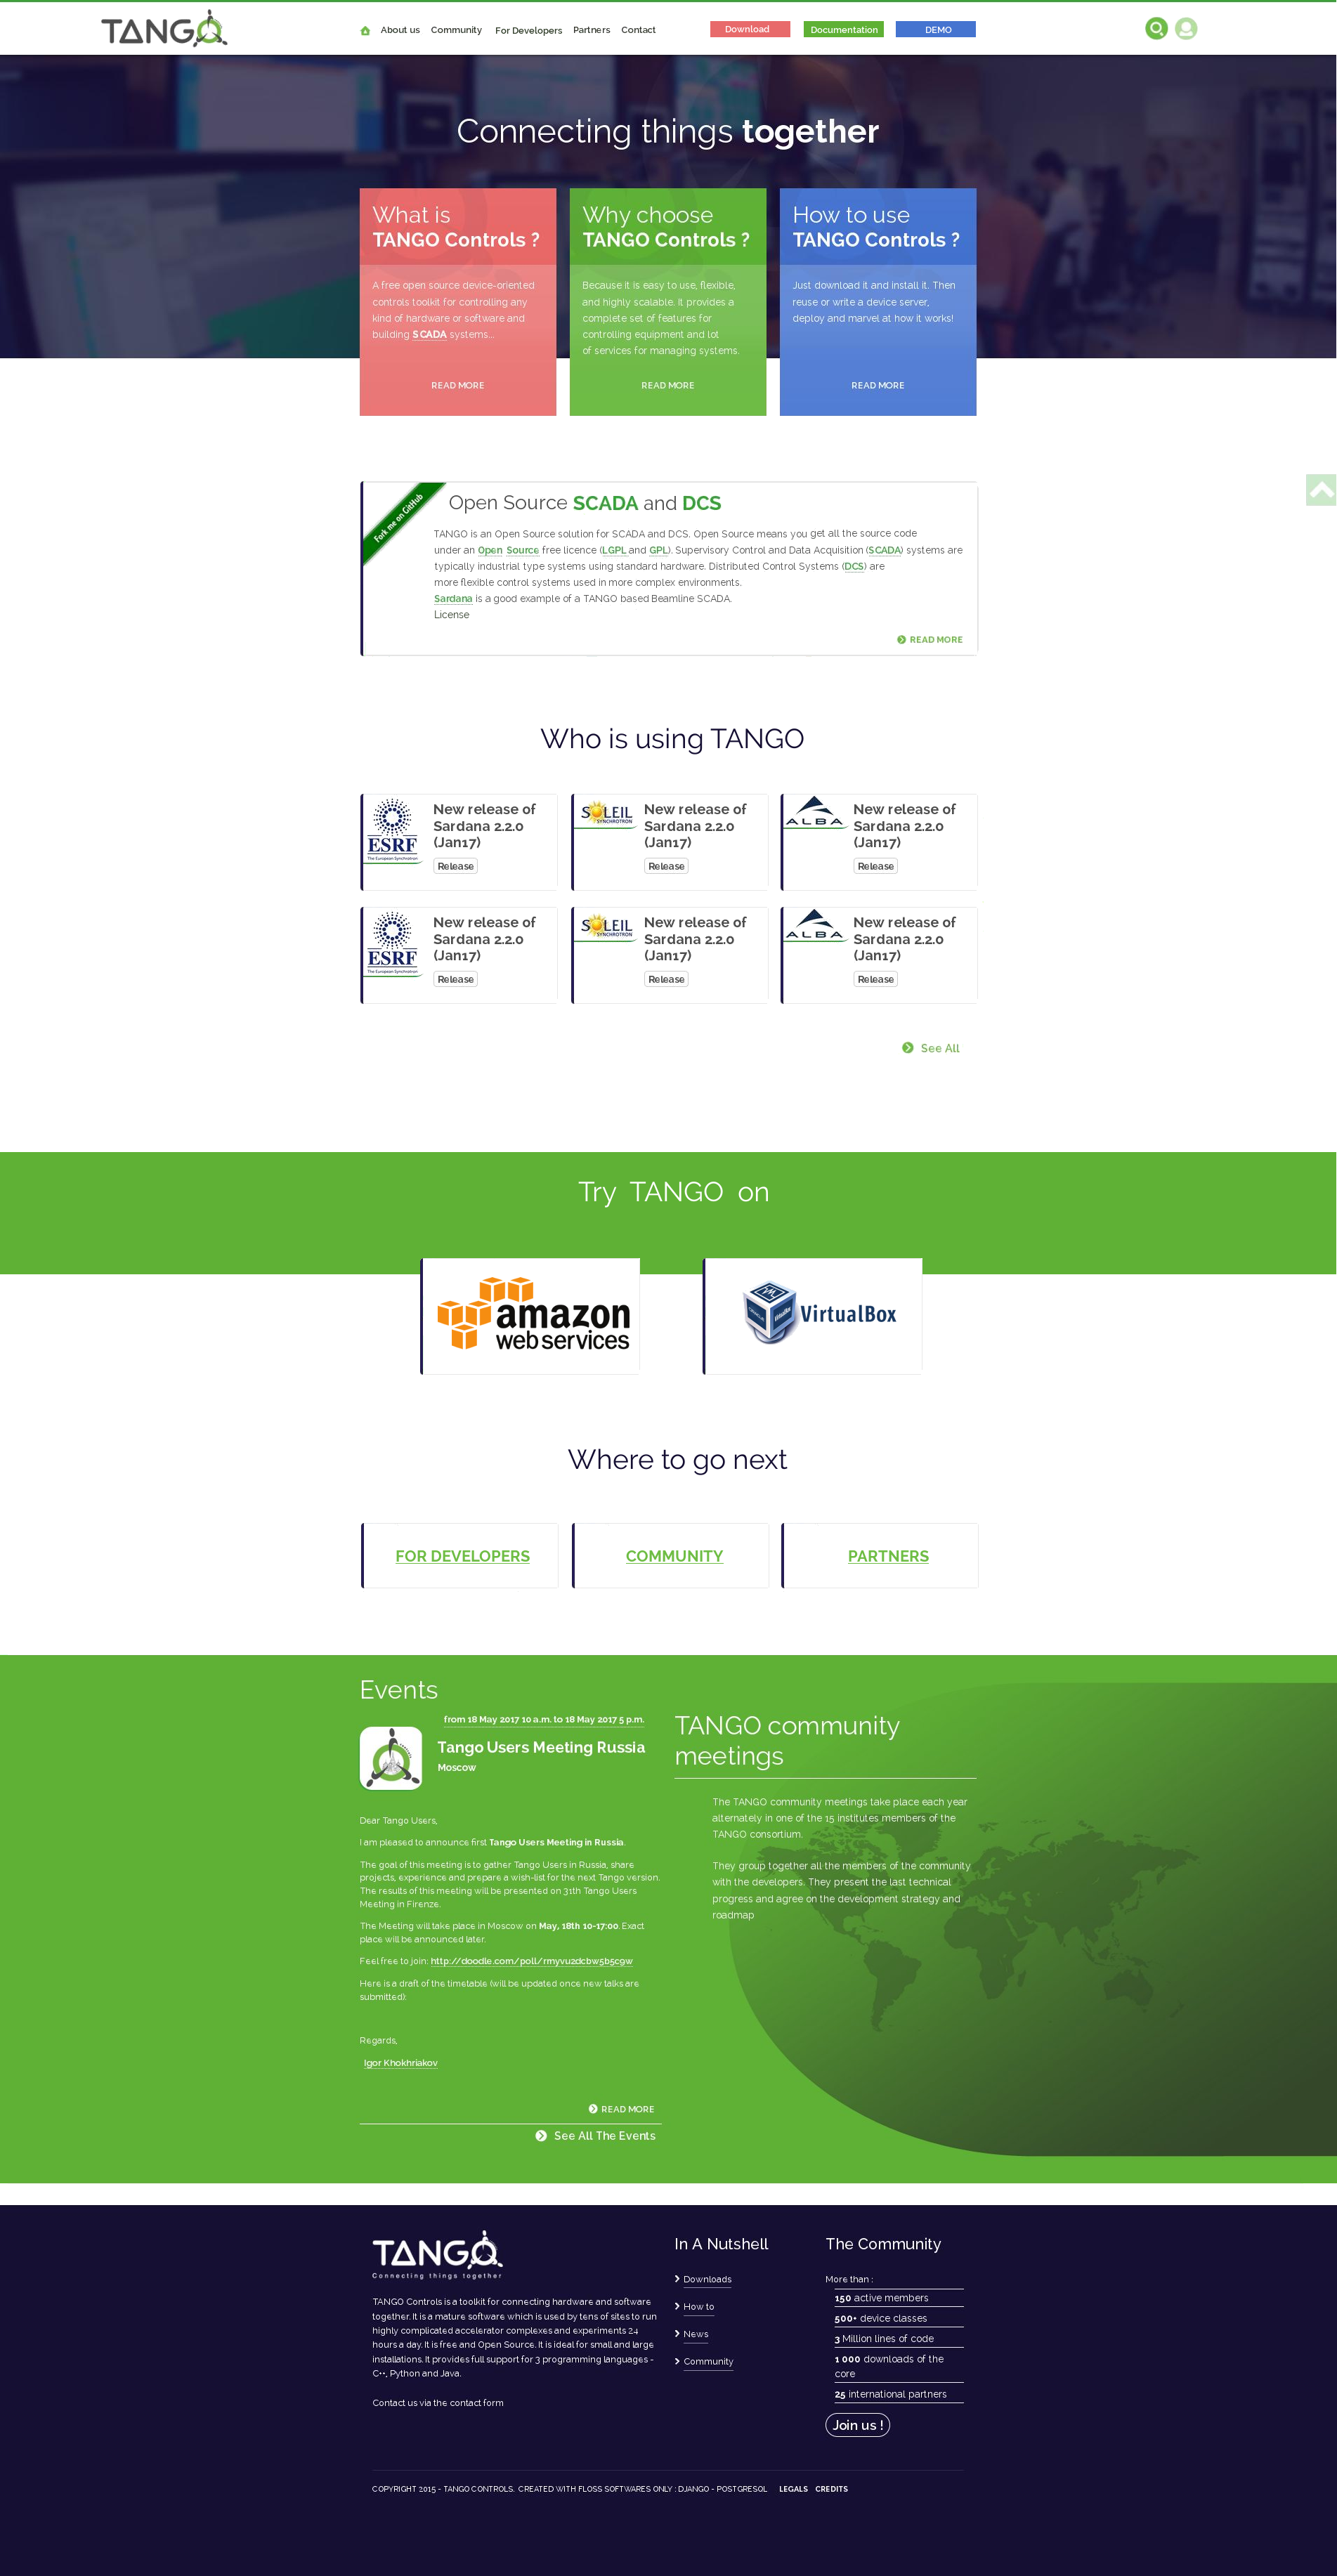 TANGO
About us Community For Developers Partners Contact
Download Documentation DEMO
Connecting things together
What is
TANGO Controls ?
A free open source device-oriented
controls toolkit for controlling any
kind of hardware or software and
building SCADA systems...
READ MORE
Why choose
TANGO Controls ?
Because it is easy to use, flexible,
and highly scalable. It provides a
complete set of features for
controlling equipment and lot
of services for managing systems.
READ MORE
How to use
TANGO Controls ?
Just download it and install it. Then
reuse or write a device server,
deploy and marvel at how it works!
READ MORE
Fork me on GitHub
Open Source SCADA and DCS
TANGO is an Open Source solution for SCADA and DCS. Open Source means you get all the source code
under an Open Source free licence (LGPL and GPL). Supervisory Control and Data Acquisition (SCADA) systems are
typically industrial type systems using standard hardware. Distributed Control Systems (DCS) are
more flexible control systems used in more complex environments.
Sardana is a good example of a TANGO based Beamline SCADA.
License
READ MORE
Who is using TANGO
ESRF
The European Synchrotron
New release of
Sardana 2.2.0
(Jan17)
Release
SOLEIL
SYNCHROTRON
New release of
Sardana 2.2.0
(Jan17)
Release
ALBA
New release of
Sardana 2.2.0
(Jan17)
Release
ESRF
The European Synchrotron
New release of
Sardana 2.2.0
(Jan17)
Release
SOLEIL
SYNCHROTRON
New release of
Sardana 2.2.0
(Jan17)
Release
ALBA
New release of
Sardana 2.2.0
(Jan17)
Release
See All
Try TANGO on
amazon
web services
VirtualBox
Where to go next
FOR DEVELOPERS
COMMUNITY
PARTNERS
Events
from 18 May 2017 10 a.m. to 18 May 2017 5 p.m.
Tango Users Meeting Russia
Moscow
Dear Tango Users,
I am pleased to announce first Tango Users Meeting in Russia.
The goal of this meeting is to gather Tango Users in Russia, share
projects, experience and prepare a wish-list for the next Tango version.
The results of this meeting will be presented on 31th Tango Users
Meeting in Firenze.
The Meeting will take place in Moscow on May, 18th 10-17:00. Exact
place will be announced later.
Feel free to join: http://doodle.com/poll/rmyvu2dcbw5b5c9w
Here is a draft of the timetable (will be updated once new talks are
submitted):
Regards,
Igor Khokhriakov
READ MORE
See All The Events
TANGO community
meetings
The TANGO community meetings take place each year
alternately in one of the 15 institutes members of the
TANGO consortium.
They group together all the members of the community
with the developers. They present the last technical
progress and agree on the development strategy and
roadmap
TANGO
Connecting things together
TANGO Controls is a toolkit for connecting hardware and software
together. It is a mature software which is used by tens of sites to run
highly complicated accelerator complexes and experiments 24
hours a day. It is free and Open Source. It is ideal for small and large
installations. It provides full support for 3 programming languages -
C++, Python and Java.
Contact us via the contact form
In A Nutshell
Downloads
How to
News
Community
The Community
More than :
150 active members
500+ device classes
3 Million lines of code
1 000 downloads of the
core
25 international partners
Join us !
COPYRIGHT 2015 - TANGO CONTROLS. CREATED WITH FLOSS SOFTWARES ONLY : DJANGO - POSTGRESQL LEGALS CREDITS